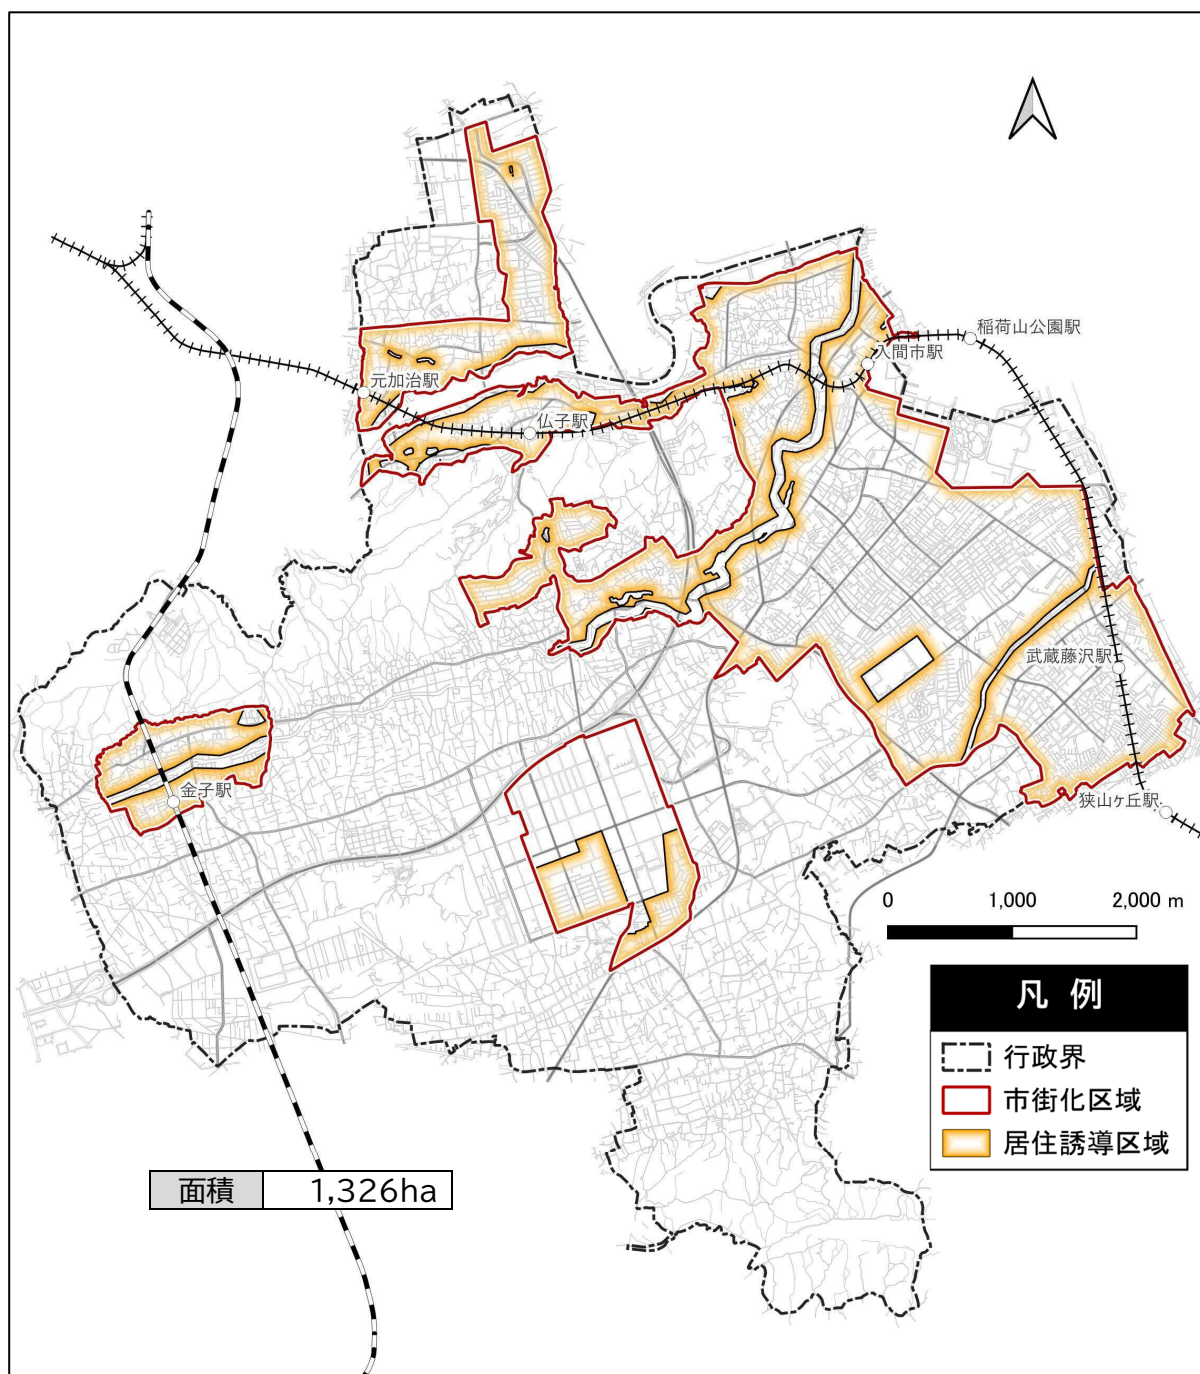 稲荷山公園駅
入間市駅
元加治駅
仏子駅
武蔵藤沢駅
金子駅
狭山ヶ丘駅
0 1,000 2,000 m
凡 例
行政界
市街化区域
居住誘導区域
面積 1,326ha